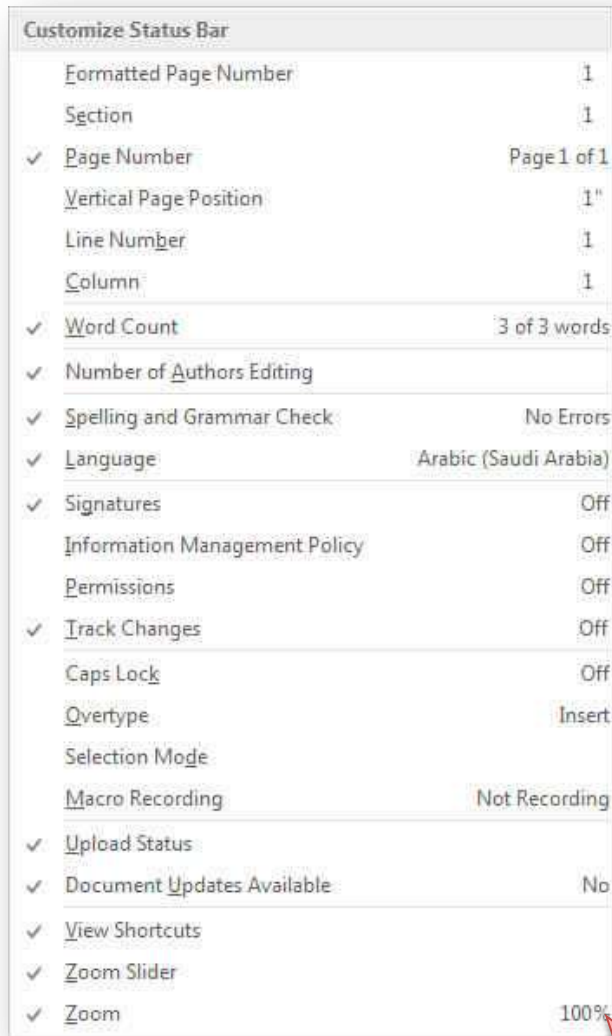 Customize Status Bar
Formatted Page Number 1
Section 1
✓ Page Number Page 1 of 1
Vertical Page Position 1"
Line Number 1
Column 1
✓ Word Count 3 of 3 words
✓ Number of Authors Editing
✓ Spelling and Grammar Check No Errors
✓ Language Arabic (Saudi Arabia)
✓ Signatures Off
Information Management Policy Off
Permissions Off
✓ Track Changes Off
Caps Lock Off
Overtype Insert
Selection Mode
Macro Recording Not Recording
✓ Upload Status
✓ Document Updates Available No
✓ View Shortcuts
✓ Zoom Slider
✓ Zoom 100%